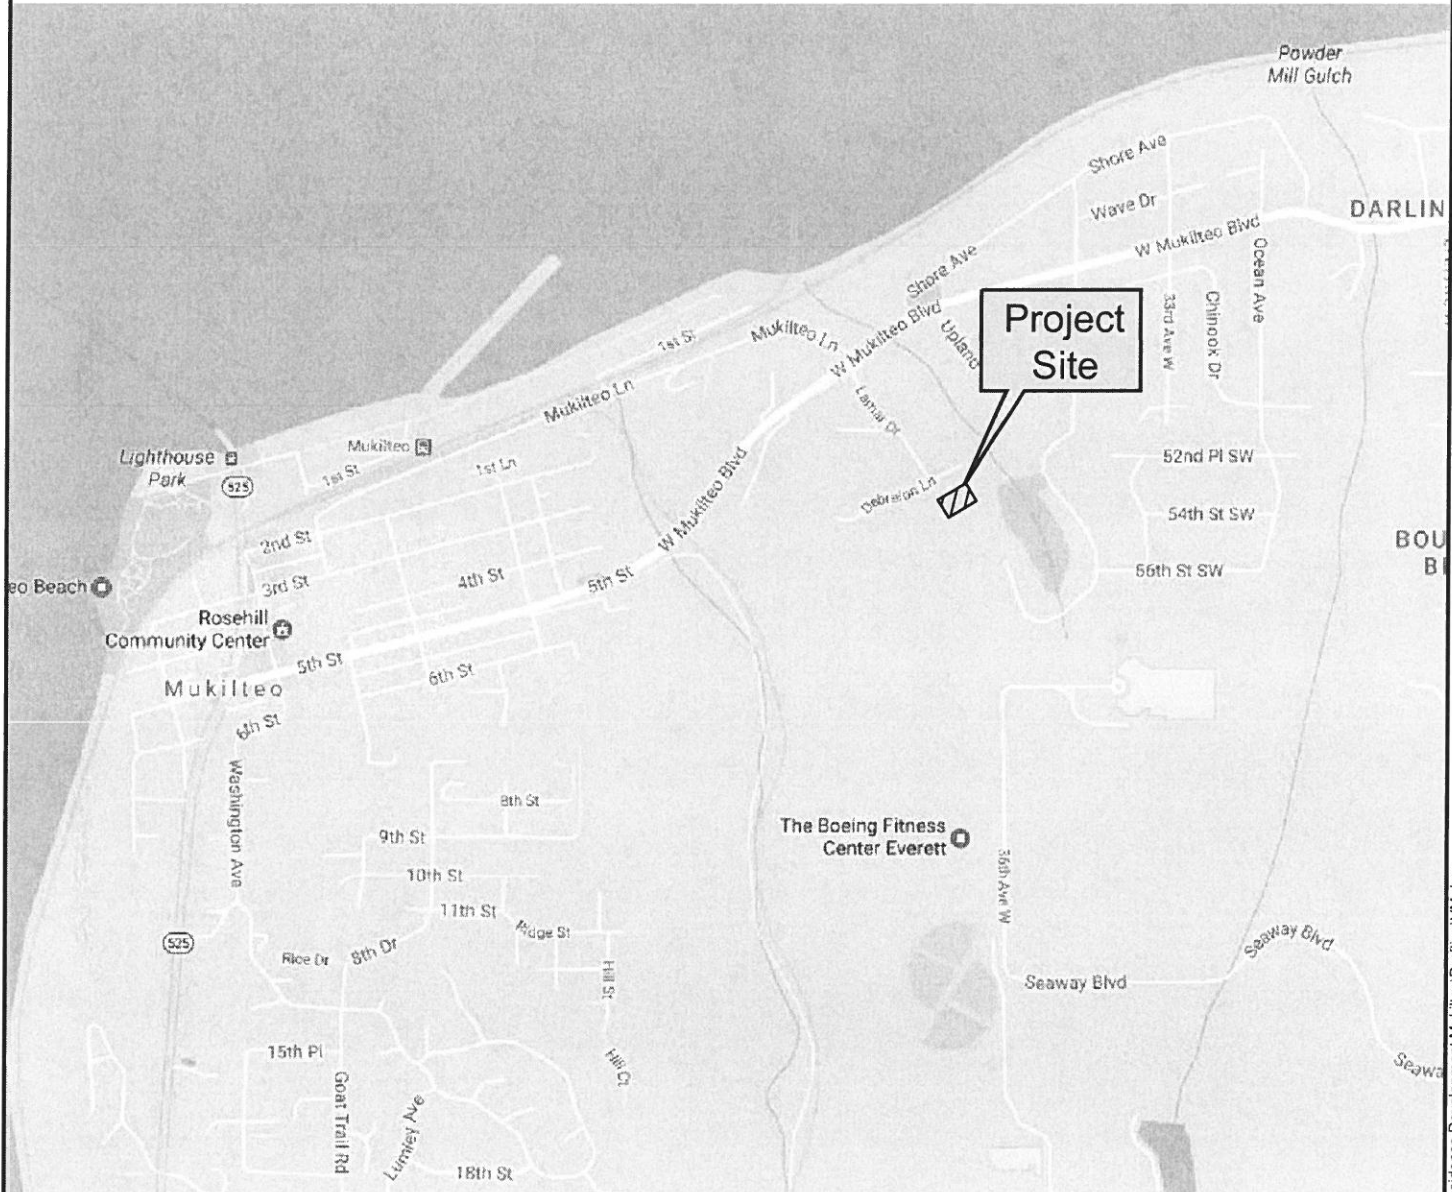 Powder
Mill Gulch
Shore Ave
Wave Dr
DARLIN
W Mukilteo Blvd
Shore Ave
Ocean Ave
Project
Site
33rd Ave W
Chinook Dr
W Mukilteo Blvd
Upland
1st St
Mukilteo Ln
Mukilteo Ln
Lamar Dr
Mukilteo
Lighthouse
Park
525
1st St
1st Ln
W Mukilteo Blvd
52nd Pl SW
Debralon Ln
54th St SW
2nd St
BOU
B
56th St SW
3rd St
4th St
5th St
eo Beach
Rosehill
Community Center
5th St
6th St
Mukilteo
6th St
Washington Ave
8th St
9th St
The Boeing Fitness
Center Everett
10th St
36th Ave W
11th St
Ridge St
525
Rice Dr
8th Dr
Seaway Blvd
Hill St
Seaway Blvd
15th Pl
Hill Ct
Seawa
Goat Trail Rd
Lumley Ave
18th St